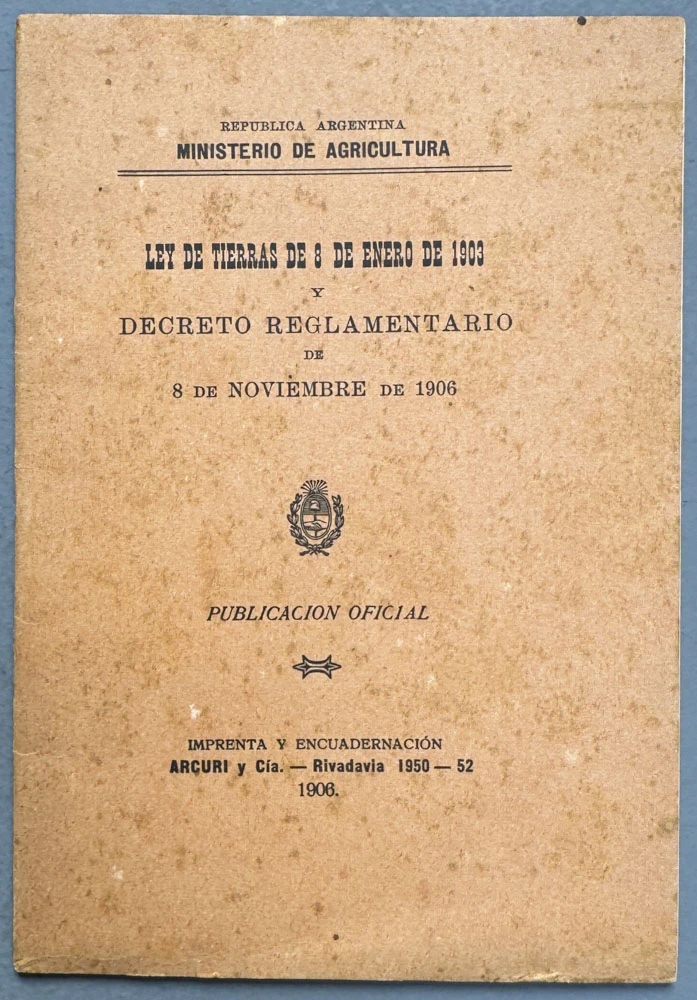 REPUBLICA ARGENTINA
MINISTERIO DE AGRICULTURA
LEY DE TIERRAS DE 8 DE ENERO DE 1903
Y
DECRETO REGLAMENTARIO
DE
8 DE NOVIEMBRE DE 1906
PUBLICACION OFICIAL
IMPRENTA Y ENCUADERNACIÓN
ARCURI y Cía. — Rivadavia 1950 — 52
1906.